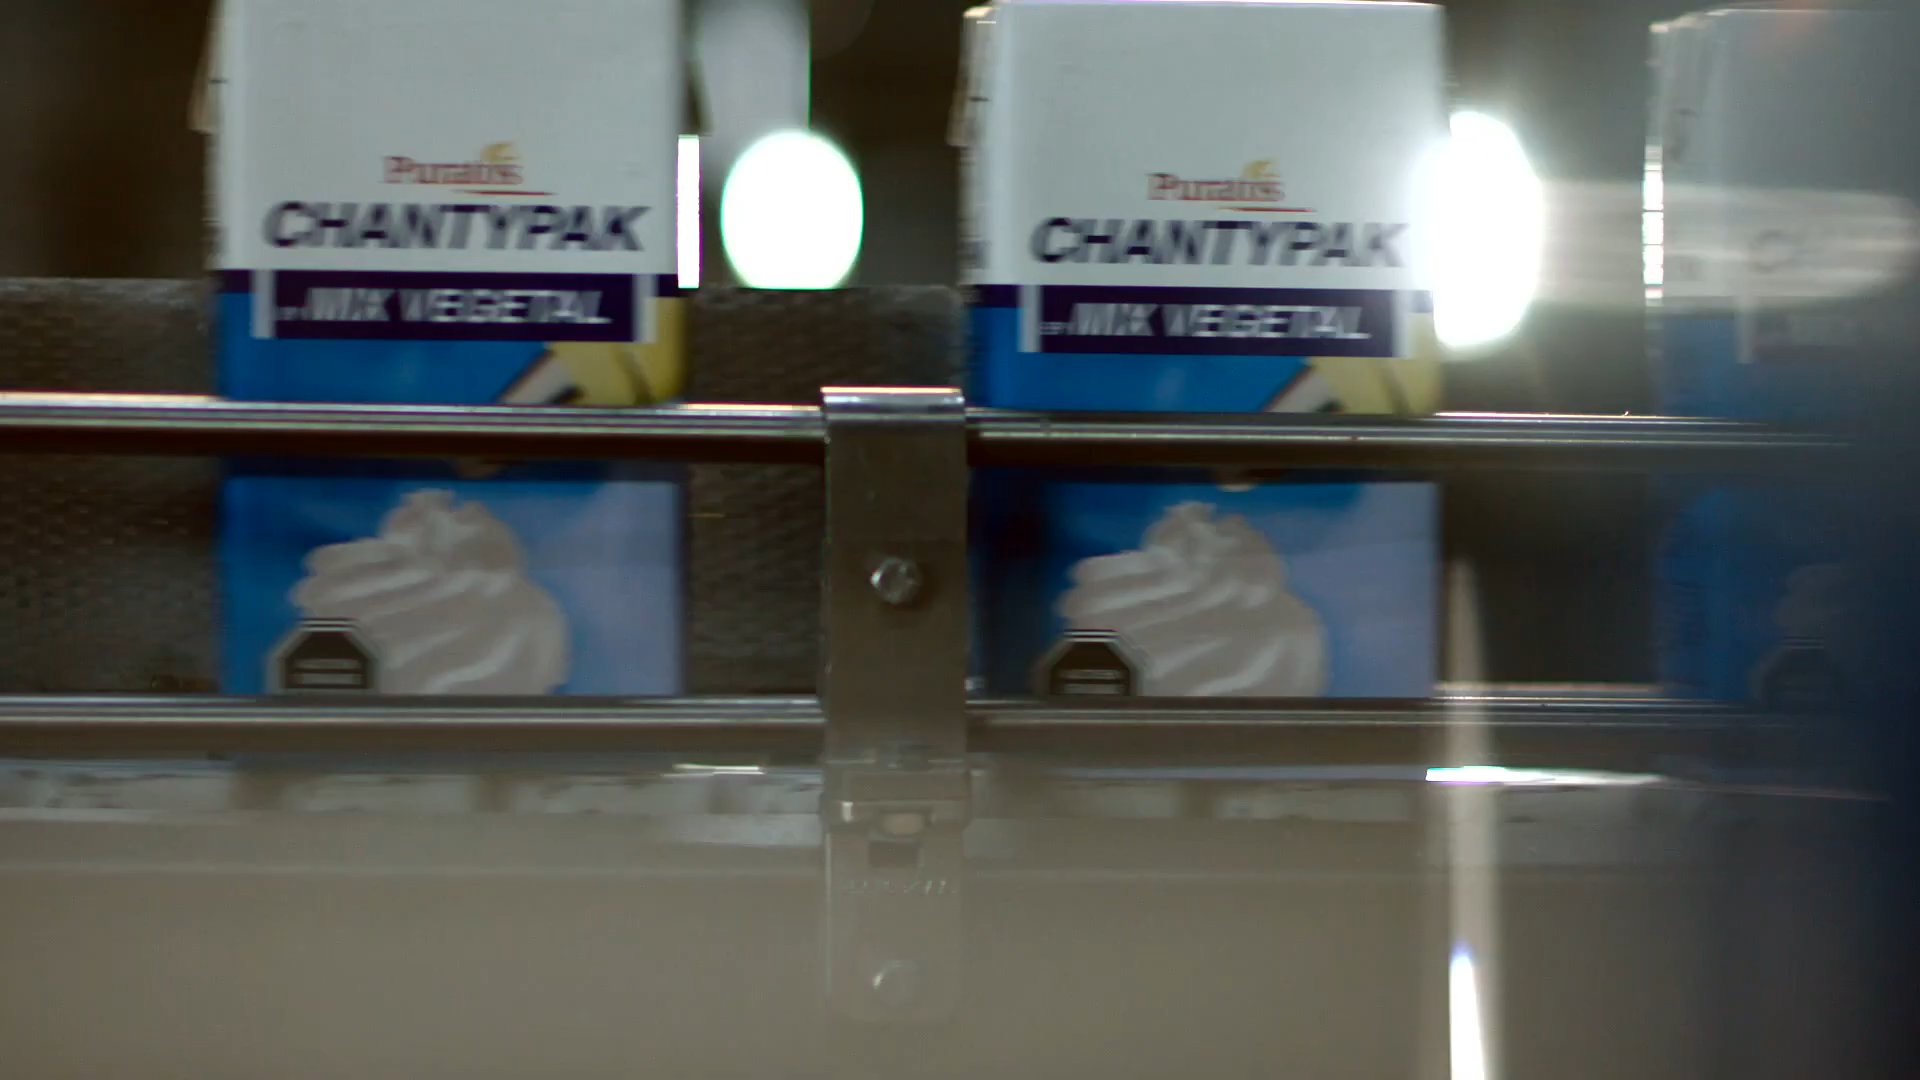 Puratos
CHANTYPAK
MIX VEGETAL
Puratos
CHANTYPAK
MIX VEGETAL